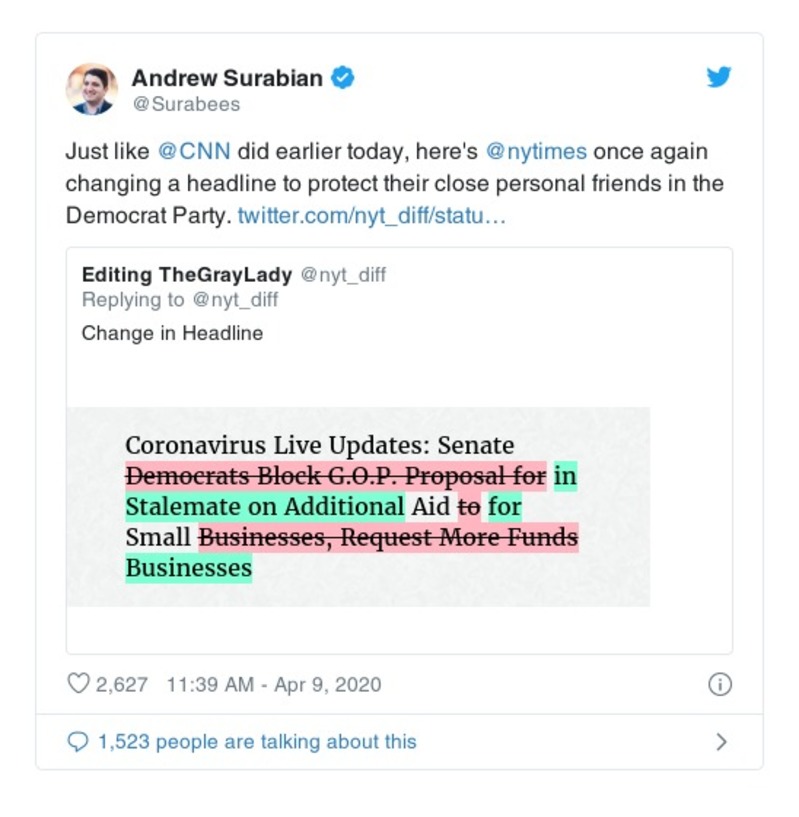 Andrew Surabian
@Surabees
Just like @CNN did earlier today, here's @nytimes once again
changing a headline to protect their close personal friends in the
Democrat Party. twitter.com/nyt_diff/statu…
Editing TheGrayLady @nyt_diff
Replying to @nyt_diff
Change in Headline
Coronavirus Live Updates: Senate
Democrats Block G.O.P. Proposal for in
Stalemate on Additional Aid to for
Small Businesses, Request More Funds
Businesses
2,627 11:39 AM - Apr 9, 2020
1,523 people are talking about this